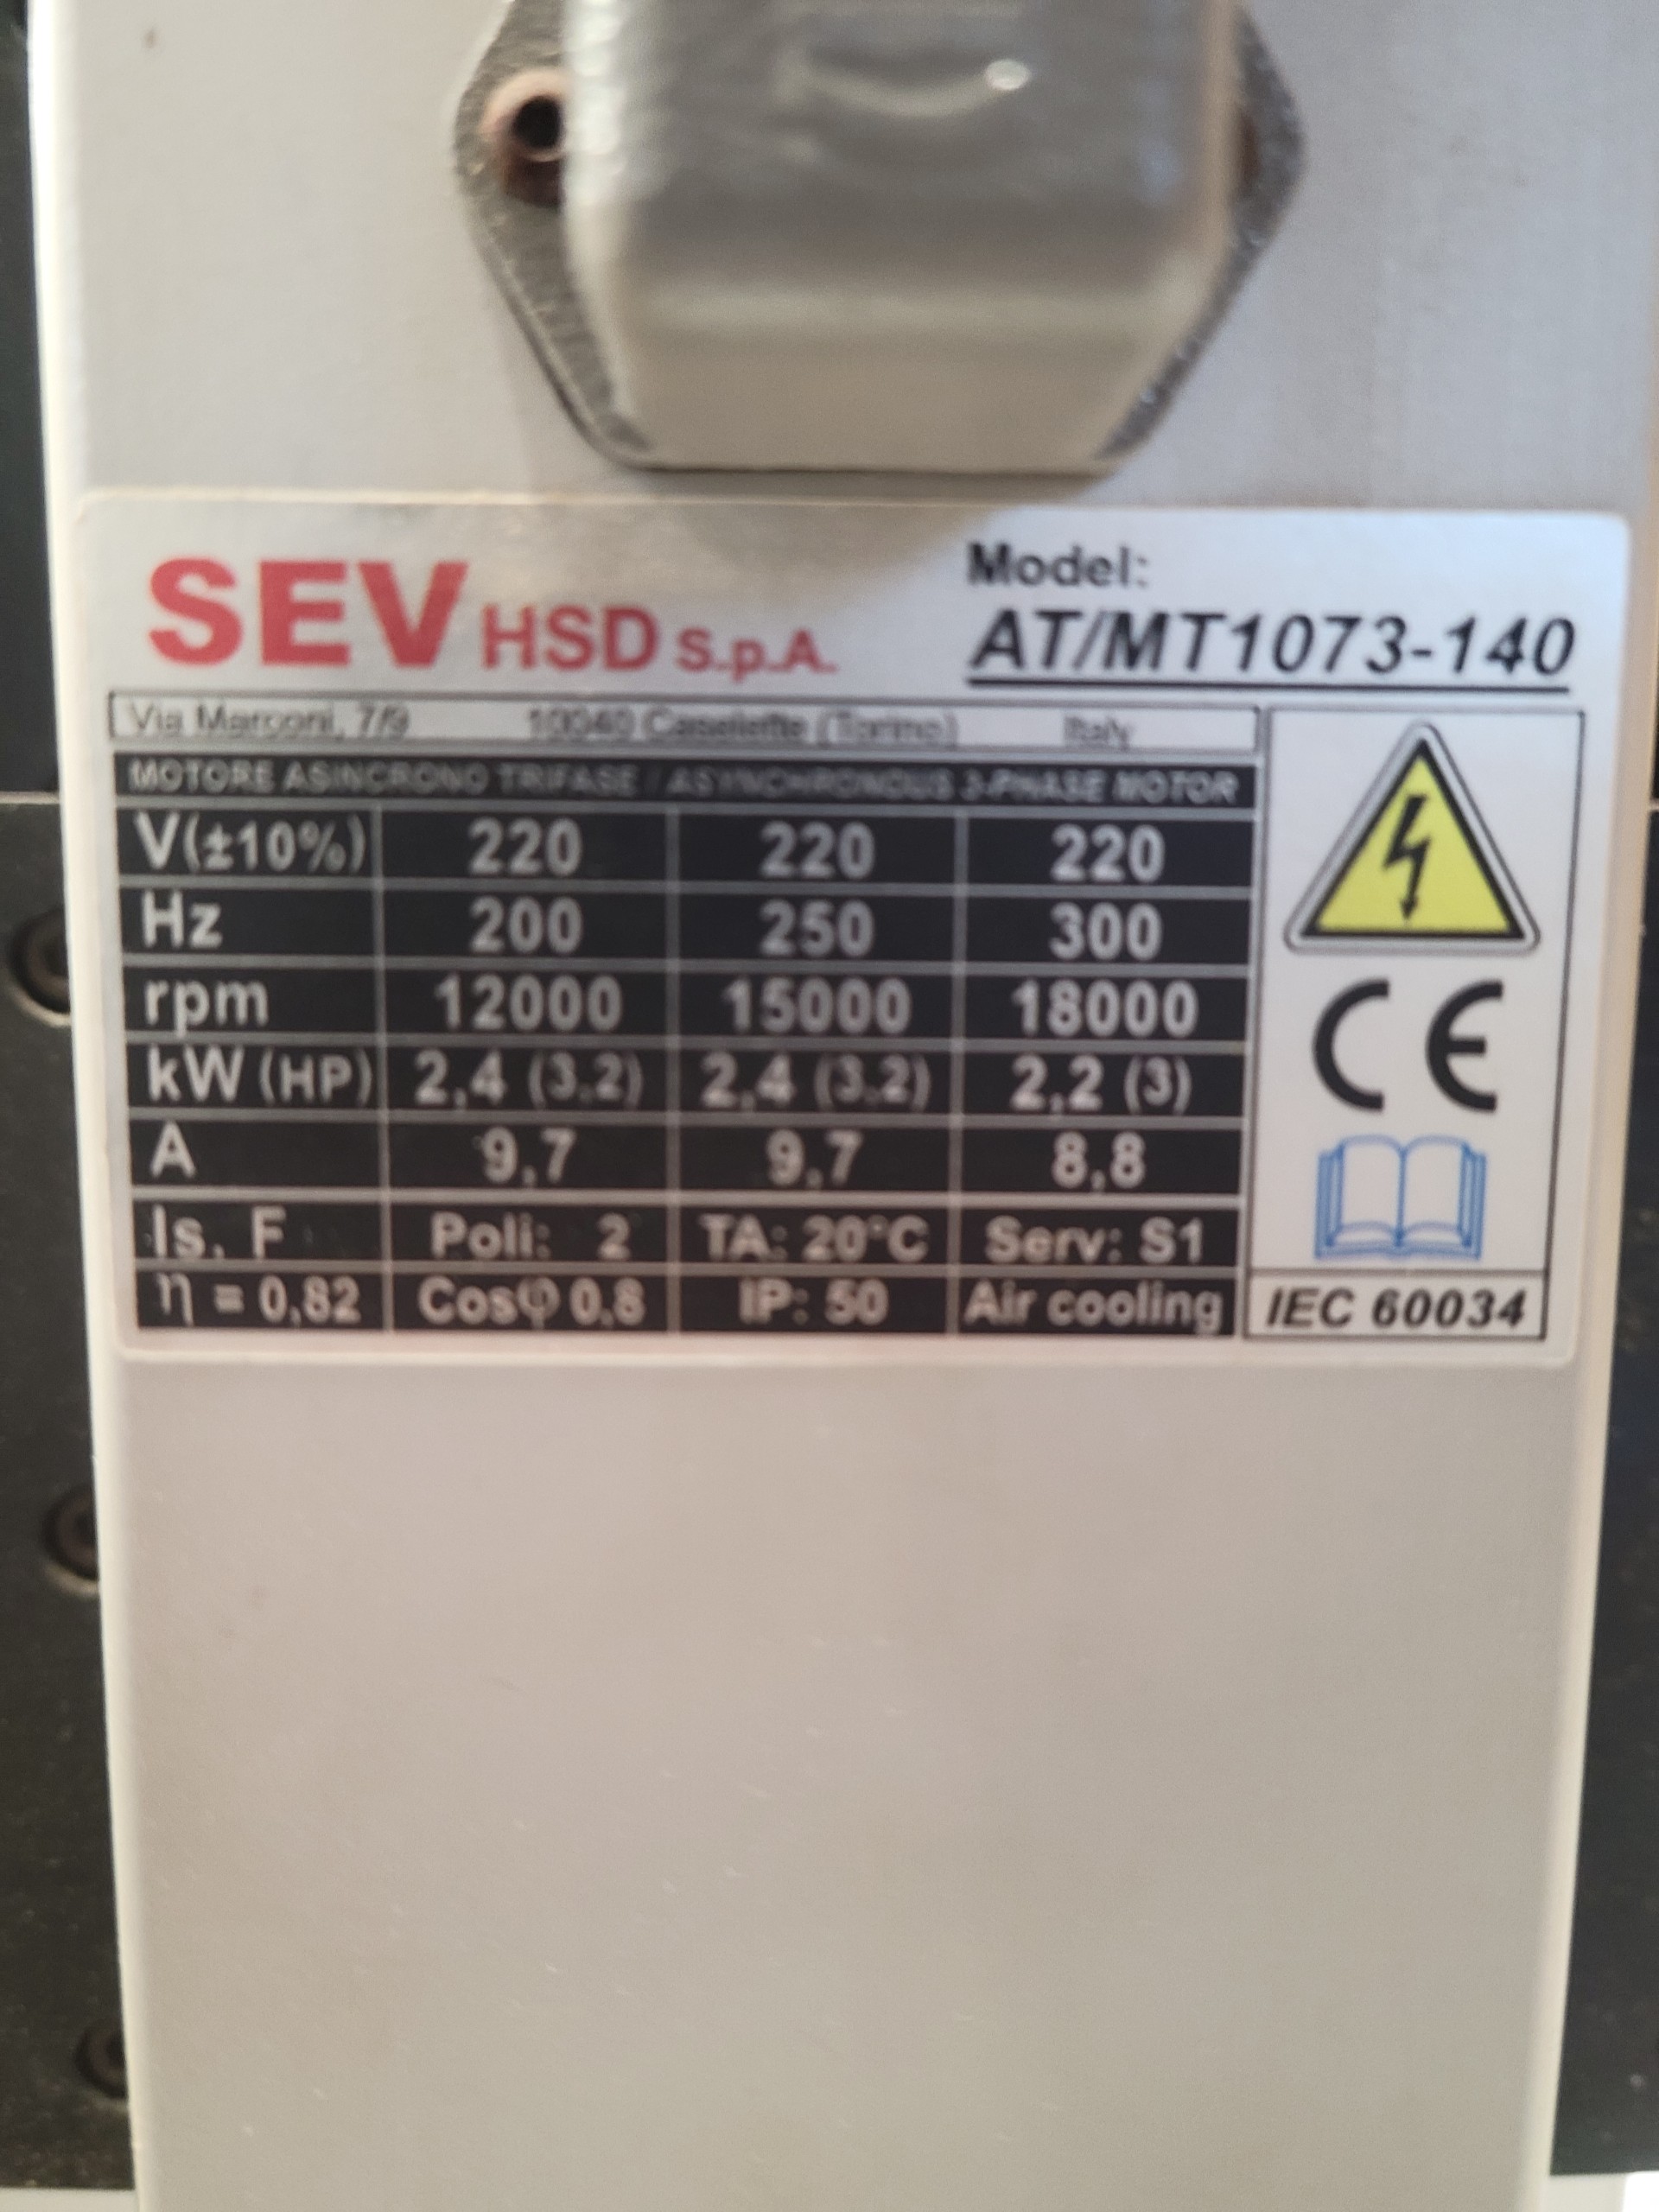 SEV HSD S.p.A.
Model:
AT/MT1073-140
Via Marconi, 7/9 10040 Caselette (Torino) Italy
MOTORE ASINCRONO TRIFASE / ASYNCHRONOUS 3-PHASE MOTOR
V(±10%) 220 220 220
Hz 200 250 300
rpm 12000 15000 18000
kW (HP) 2,4 (3.2) 2,4 (3.2) 2,2 (3)
A 9,7 9,7 8,8
Is. F Poli: 2 TA: 20°C Serv: S1
η = 0,82 Cosφ 0,8 IP: 50 Air cooling
CE
IEC 60034